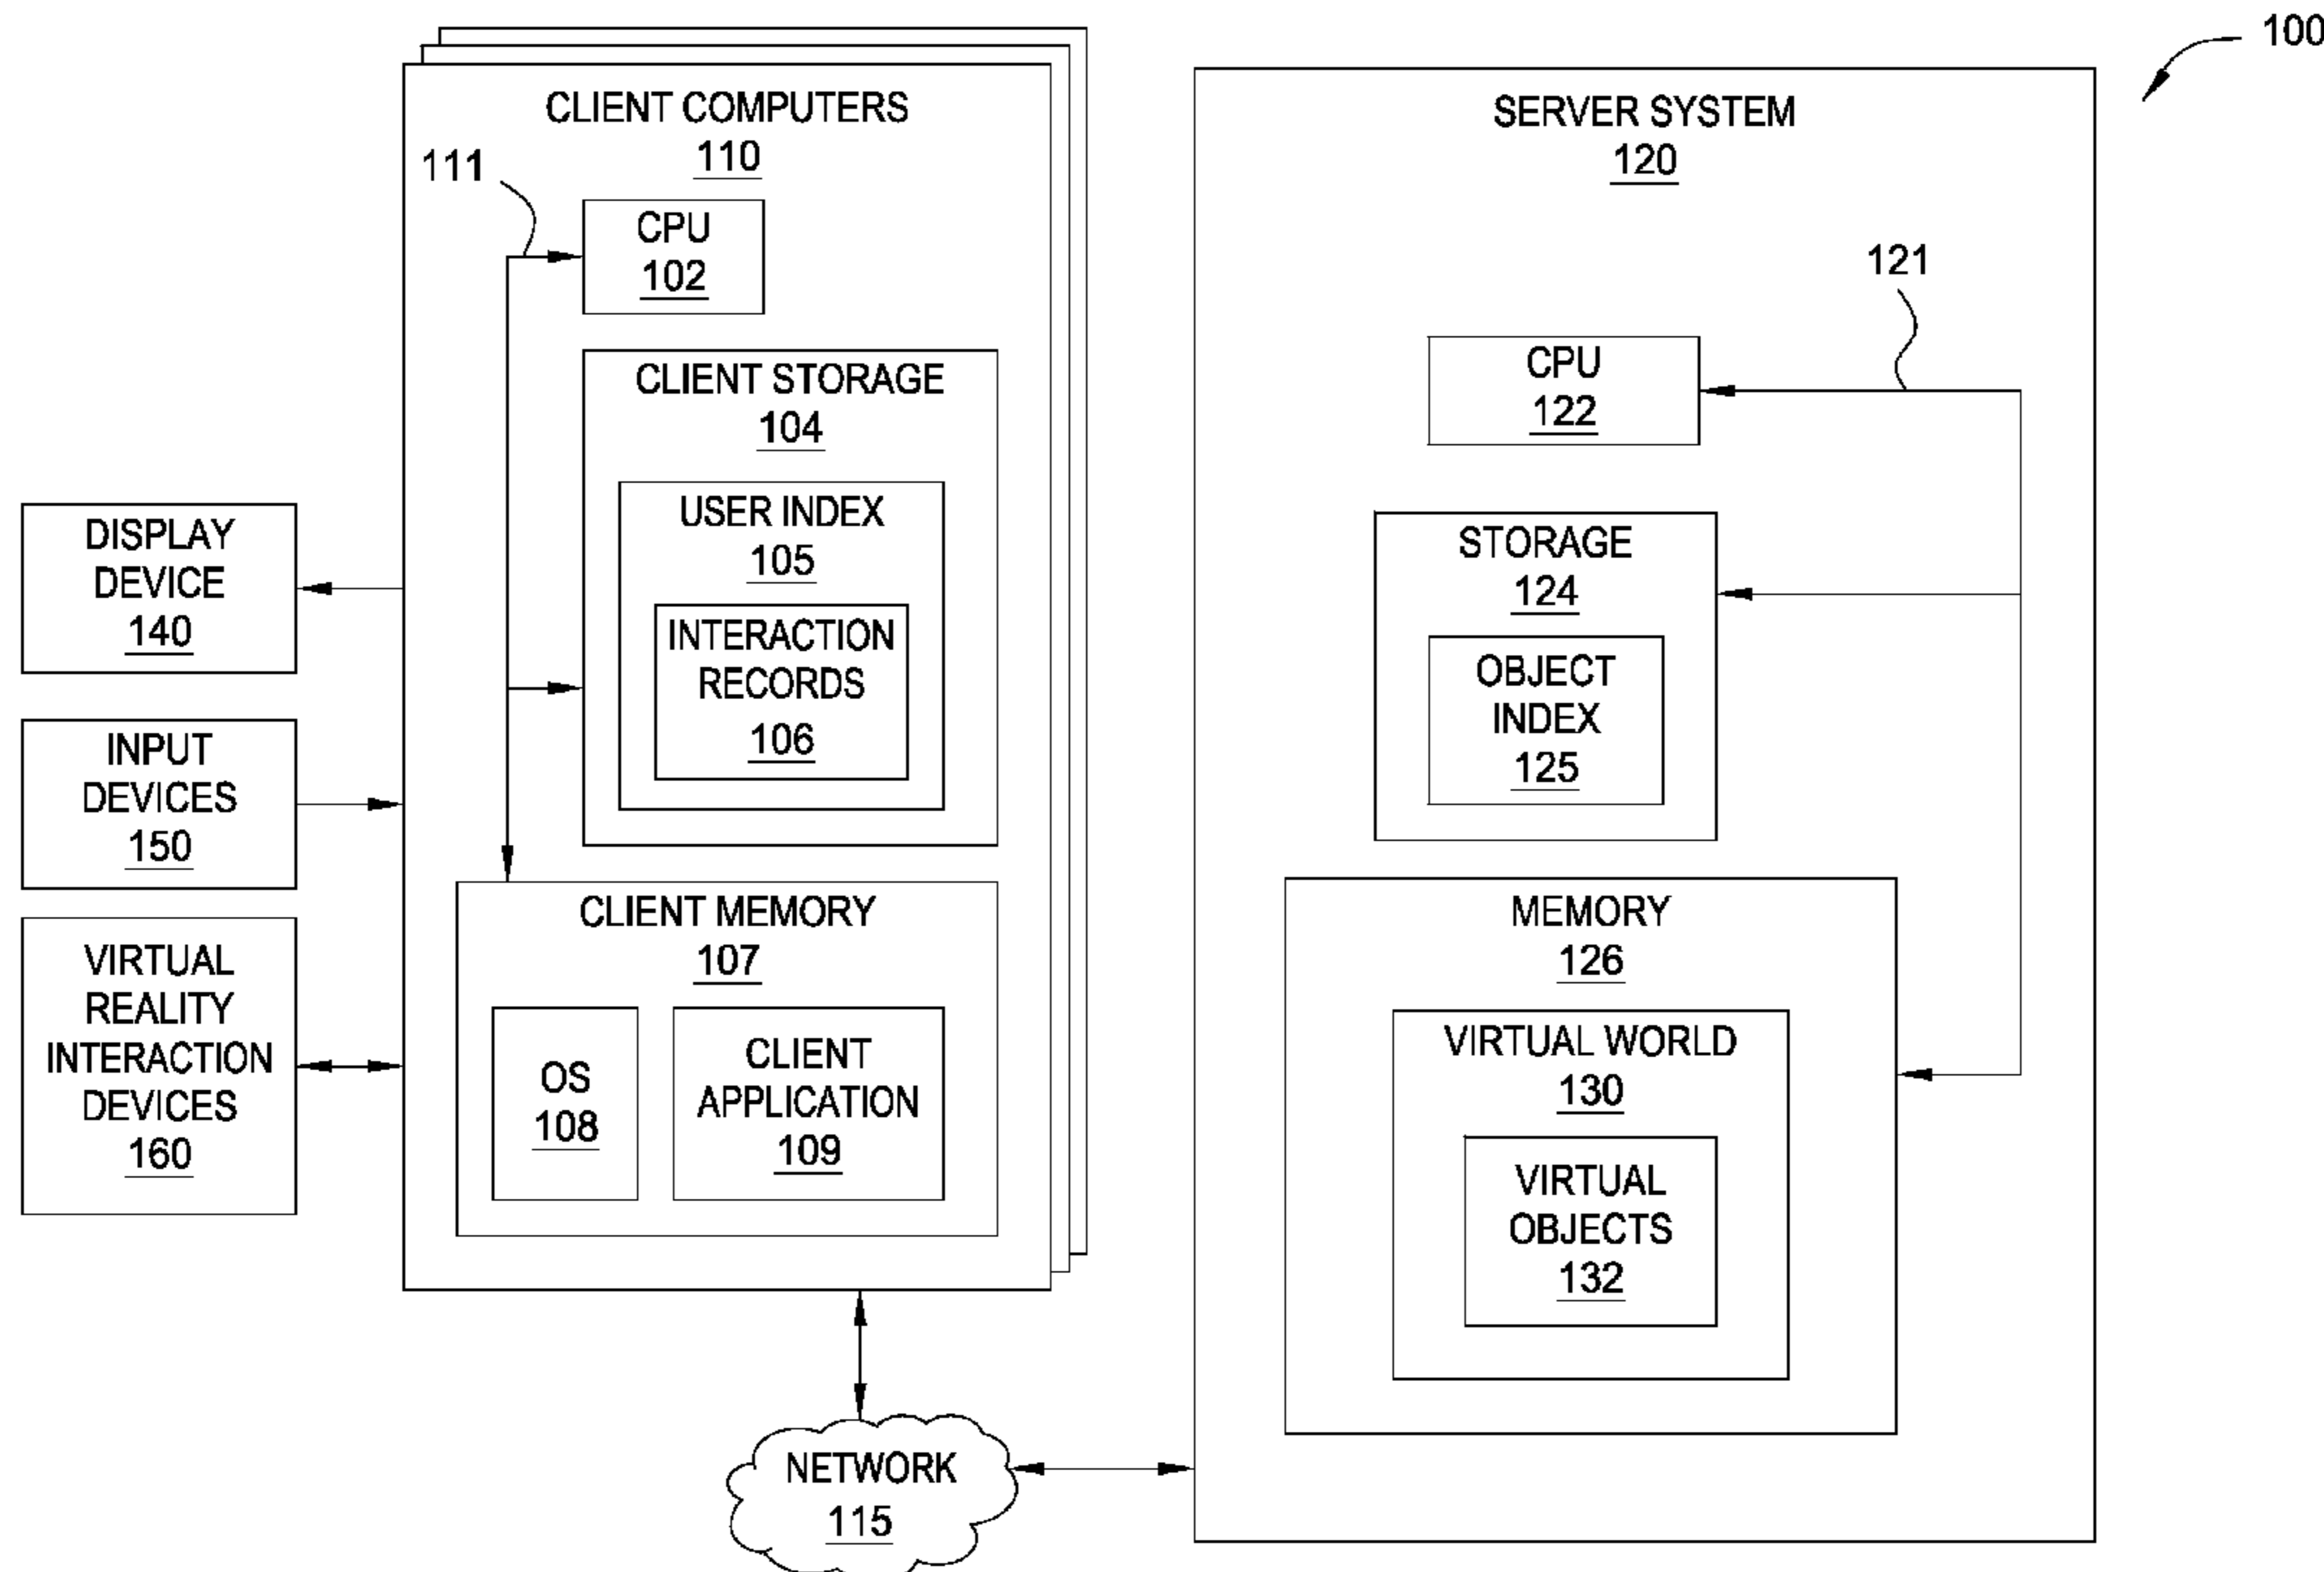 100
CLIENT COMPUTERS
110
111
CPU
102
CLIENT STORAGE
104
USER INDEX
105
INTERACTION
RECORDS
106
CLIENT MEMORY
107
OS
108
CLIENT
APPLICATION
109
DISPLAY
DEVICE
140
INPUT
DEVICES
150
VIRTUAL
REALITY
INTERACTION
DEVICES
160
NETWORK
115
SERVER SYSTEM
120
121
CPU
122
STORAGE
124
OBJECT
INDEX
125
MEMORY
126
VIRTUAL WORLD
130
VIRTUAL
OBJECTS
132